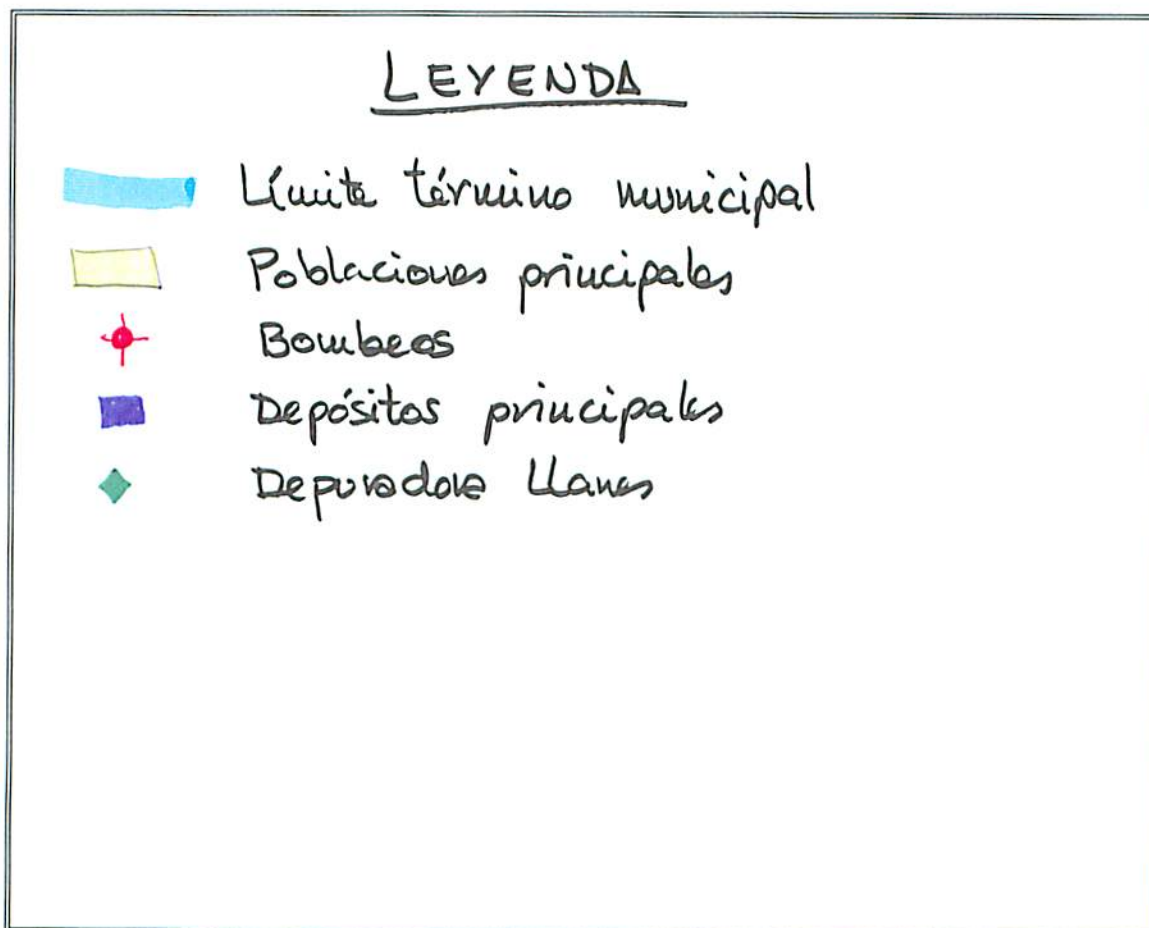 LEYENDA
Límite término municipal
Poblaciones principales
Bombeos
Depósitos principales
Depuradora Llanes